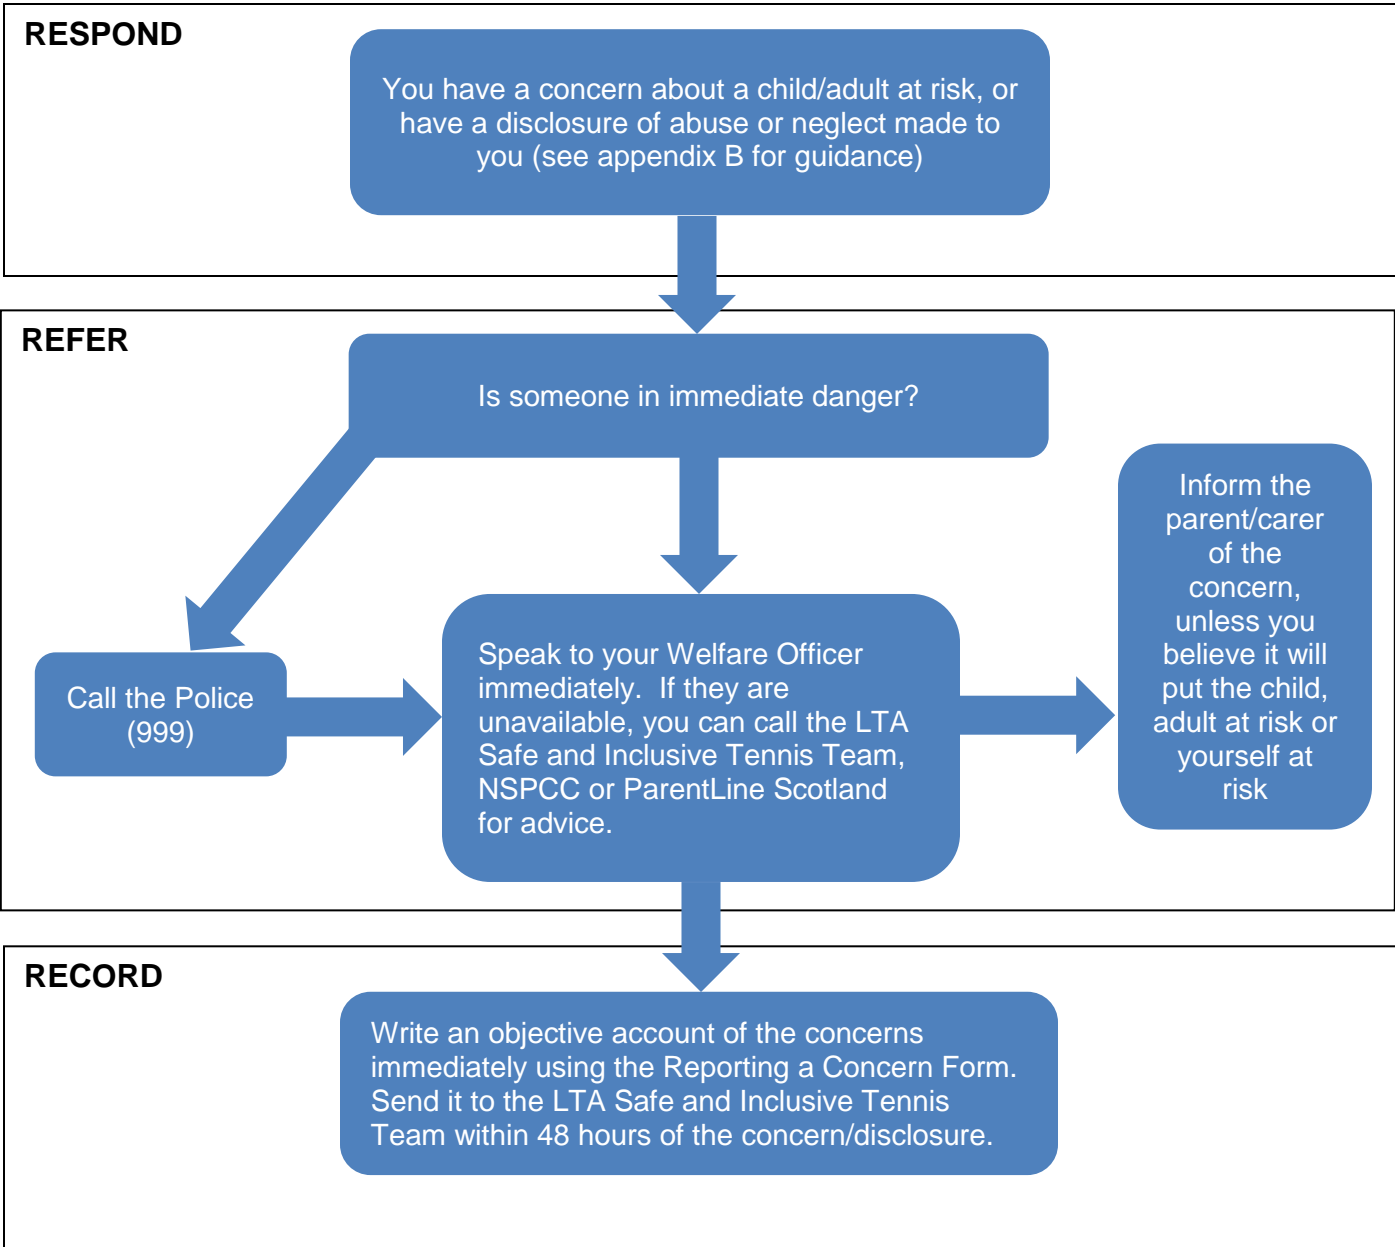 RESPOND
You have a concern about a child/adult at risk, or
have a disclosure of abuse or neglect made to
you (see appendix B for guidance)
REFER
Is someone in immediate danger?
Call the Police
(999)
Speak to your Welfare Officer
immediately.  If they are
unavailable, you can call the LTA
Safe and Inclusive Tennis Team,
NSPCC or ParentLine Scotland
for advice.
Inform the
parent/carer
of the
concern,
unless you
believe it will
put the child,
adult at risk or
yourself at
risk
RECORD
Write an objective account of the concerns
immediately using the Reporting a Concern Form.
Send it to the LTA Safe and Inclusive Tennis
Team within 48 hours of the concern/disclosure.